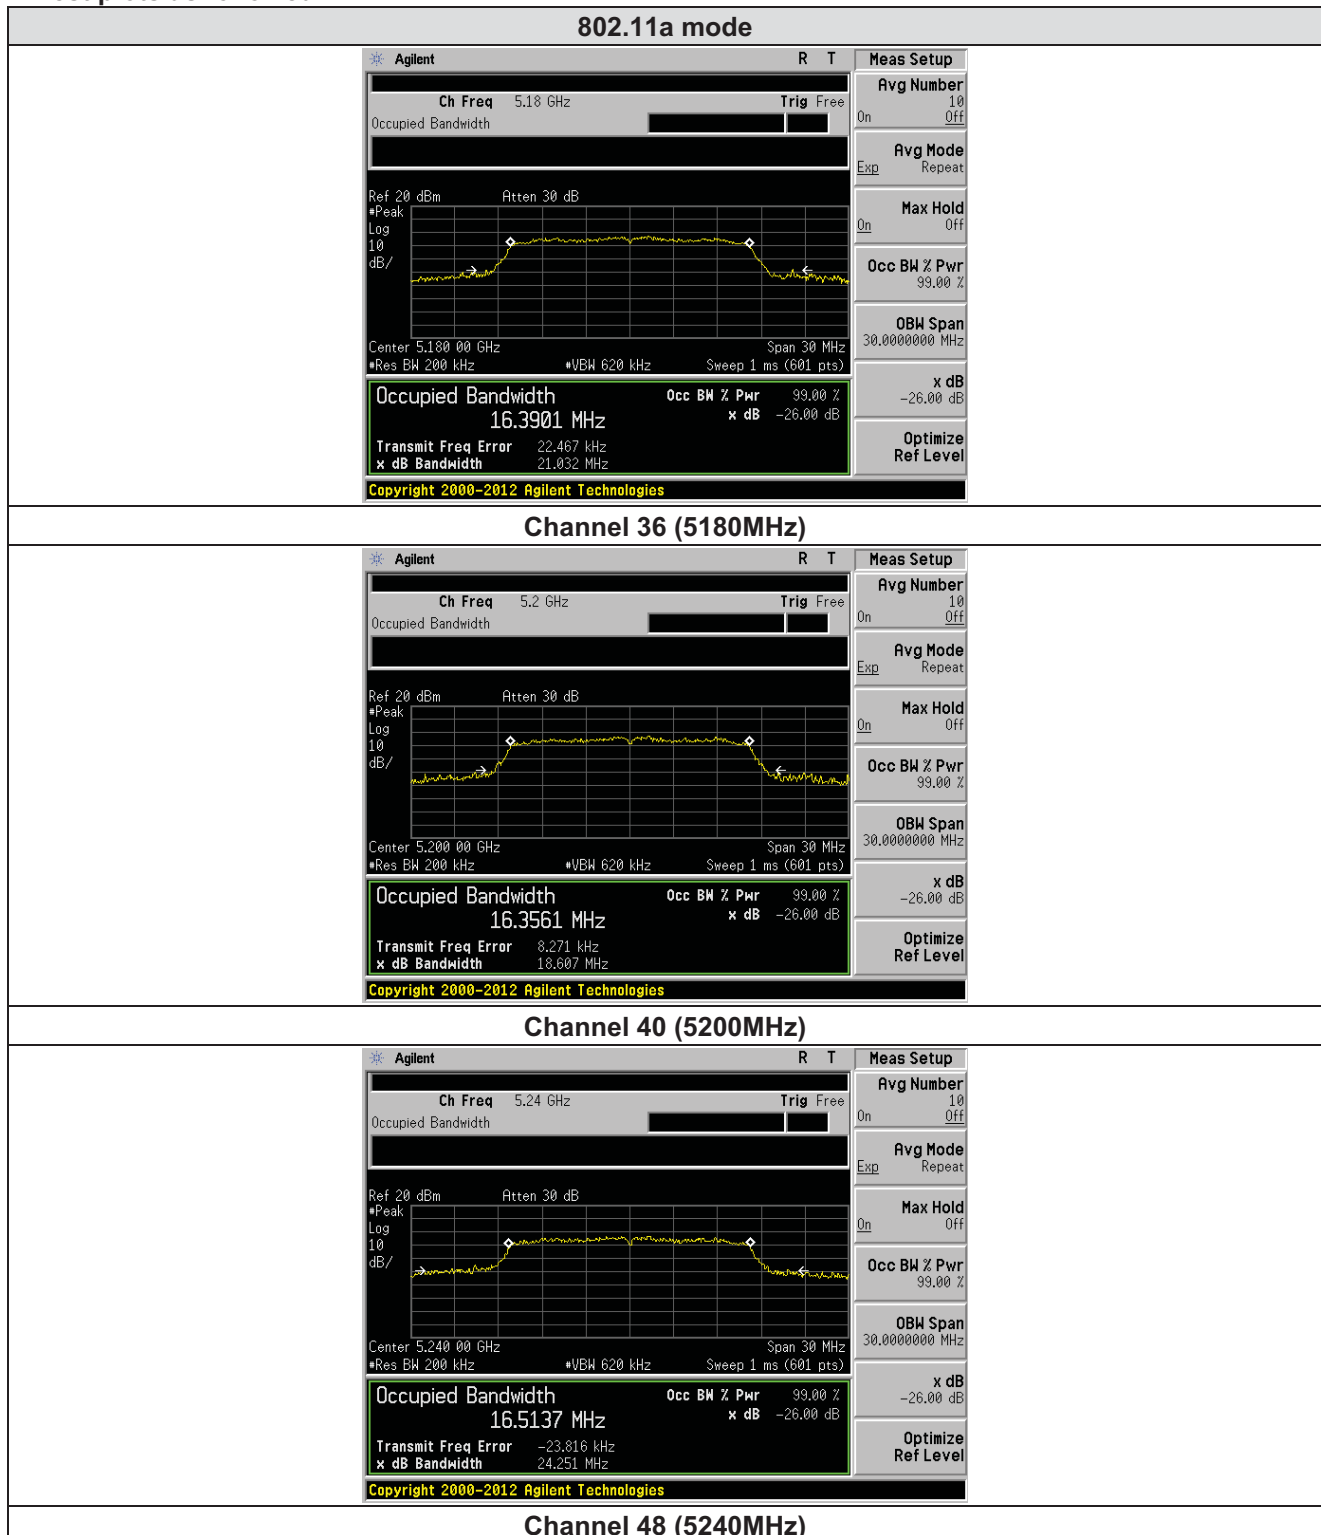 802.11a mode
Agilent R T Meas Setup
Ch Freq 5.18 GHz Trig Free
Occupied Bandwidth
Avg Number
10
On Off
Avg Mode
Exp Repeat
Max Hold
On Off
Occ BW % Pwr
99.00 %
OBW Span
30.0000000 MHz
x dB
-26.00 dB
Optimize
Ref Level
Ref 20 dBm Atten 30 dB
#Peak
Log
10
dB/
Center 5.180 00 GHz Span 30 MHz
#Res BW 200 kHz #VBW 620 kHz Sweep 1 ms (601 pts)
Occupied Bandwidth Occ BW % Pwr 99.00 %
16.3901 MHz x dB -26.00 dB
Transmit Freq Error 22.467 kHz
x dB Bandwidth 21.032 MHz
Copyright 2000-2012 Agilent Technologies
Channel 36 (5180MHz)
Agilent R T Meas Setup
Ch Freq 5.2 GHz Trig Free
Occupied Bandwidth
Avg Number
10
On Off
Avg Mode
Exp Repeat
Max Hold
On Off
Occ BW % Pwr
99.00 %
OBW Span
30.0000000 MHz
x dB
-26.00 dB
Optimize
Ref Level
Ref 20 dBm Atten 30 dB
#Peak
Log
10
dB/
Center 5.200 00 GHz Span 30 MHz
#Res BW 200 kHz #VBW 620 kHz Sweep 1 ms (601 pts)
Occupied Bandwidth Occ BW % Pwr 99.00 %
16.3561 MHz x dB -26.00 dB
Transmit Freq Error 8.271 kHz
x dB Bandwidth 18.607 MHz
Copyright 2000-2012 Agilent Technologies
Channel 40 (5200MHz)
Agilent R T Meas Setup
Ch Freq 5.24 GHz Trig Free
Occupied Bandwidth
Avg Number
10
On Off
Avg Mode
Exp Repeat
Max Hold
On Off
Occ BW % Pwr
99.00 %
OBW Span
30.0000000 MHz
x dB
-26.00 dB
Optimize
Ref Level
Ref 20 dBm Atten 30 dB
#Peak
Log
10
dB/
Center 5.240 00 GHz Span 30 MHz
#Res BW 200 kHz #VBW 620 kHz Sweep 1 ms (601 pts)
Occupied Bandwidth Occ BW % Pwr 99.00 %
16.5137 MHz x dB -26.00 dB
Transmit Freq Error -23.816 kHz
x dB Bandwidth 24.251 MHz
Copyright 2000-2012 Agilent Technologies
Channel 48 (5240MHz)